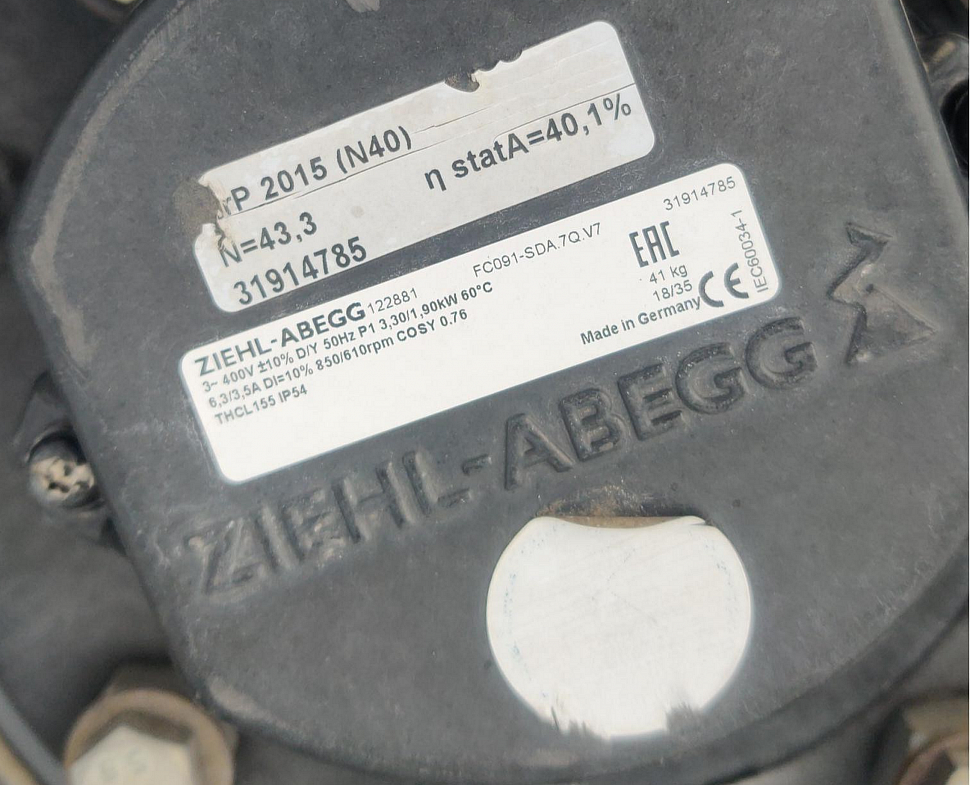 rP 2015 (N40)
N=43,3
η statA=40,1%
31914785
ZIEHL-ABEGG 122881
FC091-SDA.7Q.V7
31914785
3~ 400V ±10% D/Y 50Hz P1 3,30/1,90kW 60°C
6,3/3,5A DI=10% 850/610rpm COSY 0.76
THCL155 IP54
EAC
41 kg
18/35
Made in Germany
CE
IEC60034-1
ZIEHL-ABEGG